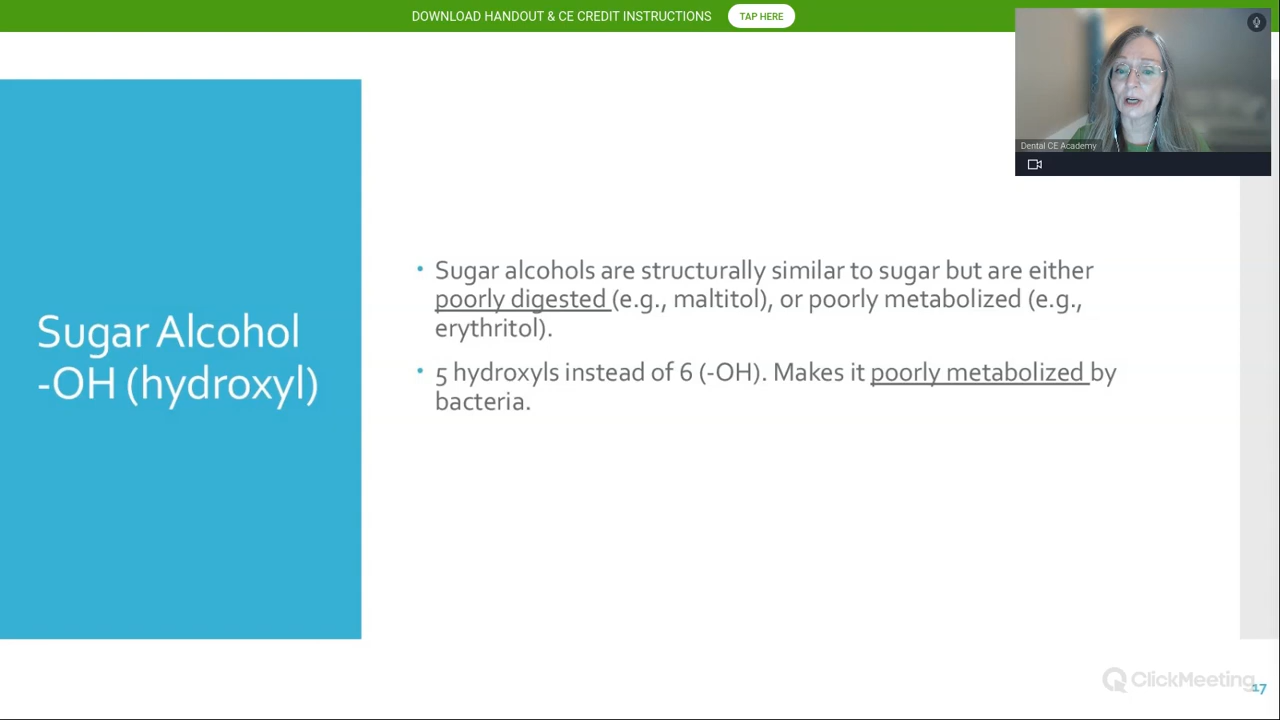 DOWNLOAD HANDOUT & CE CREDIT INSTRUCTIONS TAP HERE
Dental CE Academy
Sugar Alcohol
-OH (hydroxyl)
• Sugar alcohols are structurally similar to sugar but are either
poorly digested (e.g., maltitol), or poorly metabolized (e.g.,
erythritol).
• 5 hydroxyls instead of 6 (-OH). Makes it poorly metabolized by
bacteria.
ClickMeeting
17